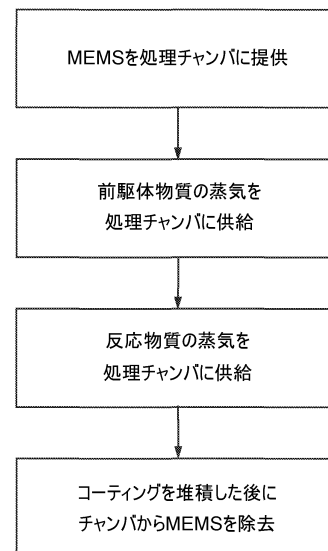 MEMSを処理チャンバに提供
前駆体物質の蒸気を
処理チャンバに供給
反応物質の蒸気を
処理チャンバに供給
コーティングを堆積した後に
チャンバからMEMSを除去